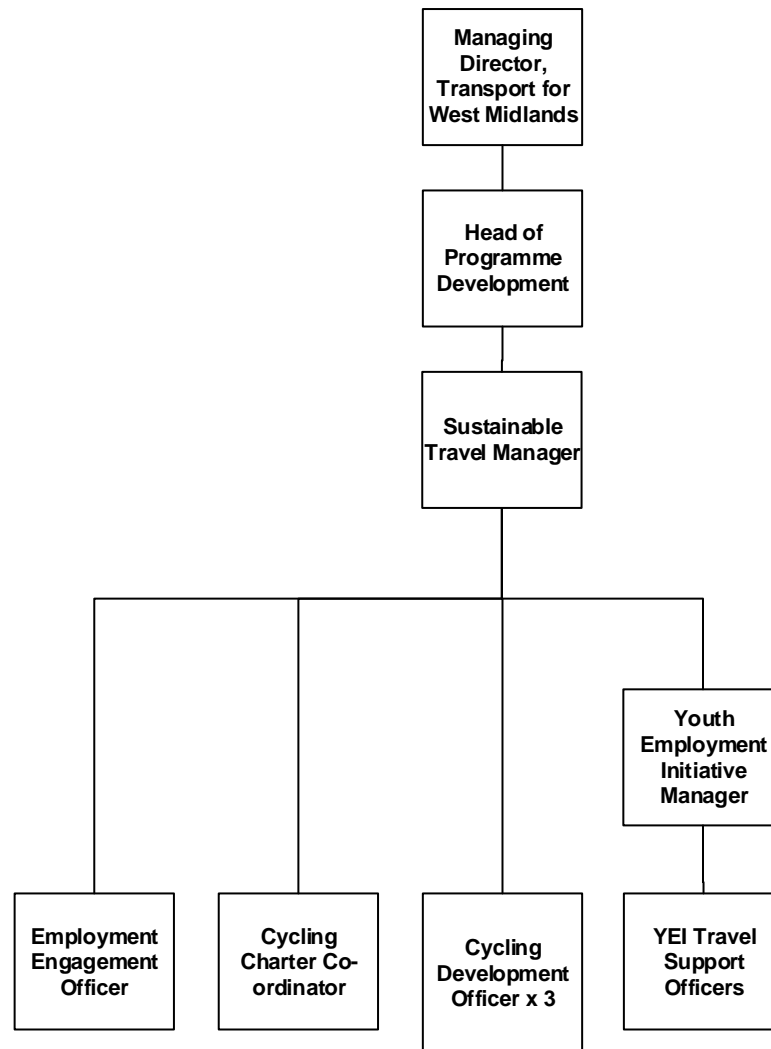 Managing
Director,
Transport for
West Midlands
Head of
Programme
Development
Sustainable
Travel Manager
Youth
Employment
Initiative
Manager
Employment
Engagement
Officer
Cycling
Charter Co-
ordinator
Cycling
Development
Officer x 3
YEI Travel
Support
Officers